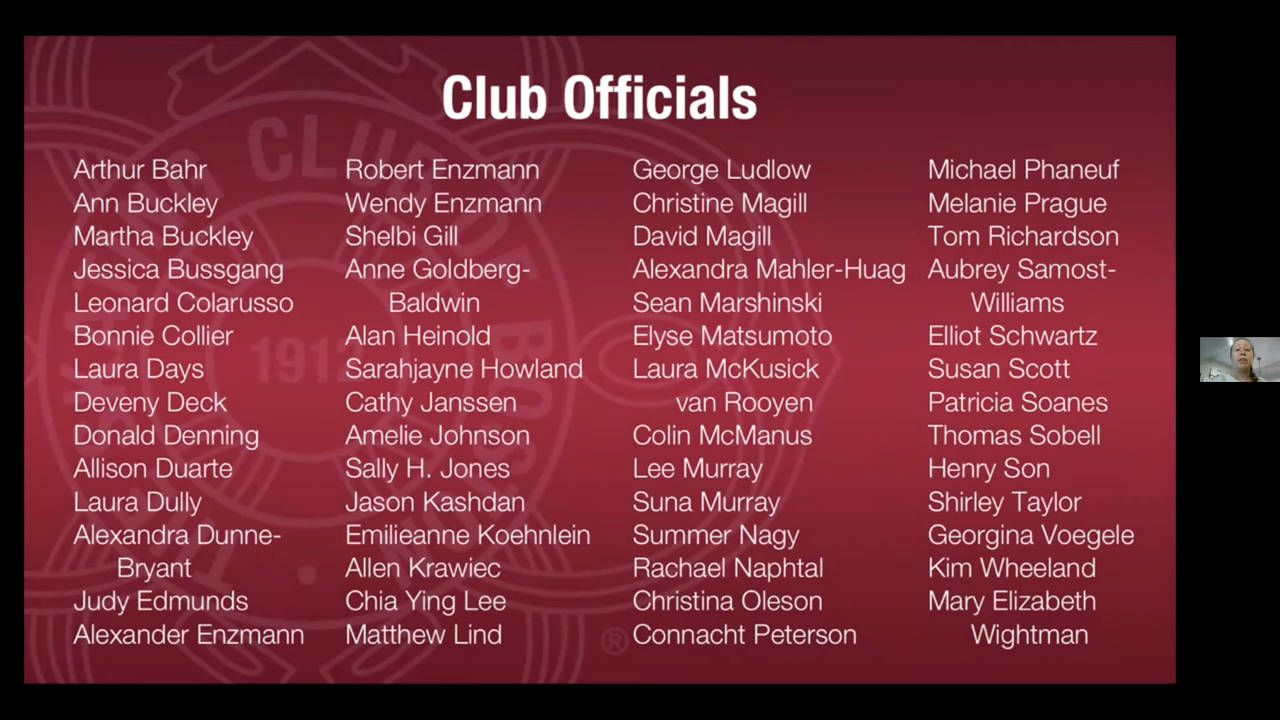 Club Officials
Arthur Bahr
Ann Buckley
Martha Buckley
Jessica Bussgang
Leonard Colarusso
Bonnie Collier
Laura Days
Deveny Deck
Donald Denning
Allison Duarte
Laura Dully
Alexandra Dunne-
Bryant
Judy Edmunds
Alexander Enzmann
Robert Enzmann
Wendy Enzmann
Shelbi Gill
Anne Goldberg-
Baldwin
Alan Heinold
Sarahjayne Howland
Cathy Janssen
Amelie Johnson
Sally H. Jones
Jason Kashdan
Emilieanne Koehnlein
Allen Krawiec
Chia Ying Lee
Matthew Lind
George Ludlow
Christine Magill
David Magill
Alexandra Mahler-Huag
Sean Marshinski
Elyse Matsumoto
Laura McKusick
van Rooyen
Colin McManus
Lee Murray
Suna Murray
Summer Nagy
Rachael Naphtal
Christina Oleson
Connacht Peterson
Michael Phaneuf
Melanie Prague
Tom Richardson
Aubrey Samost-
Williams
Elliot Schwartz
Susan Scott
Patricia Soanes
Thomas Sobell
Henry Son
Shirley Taylor
Georgina Voegele
Kim Wheeland
Mary Elizabeth
Wightman
CLUB OF
1912
®